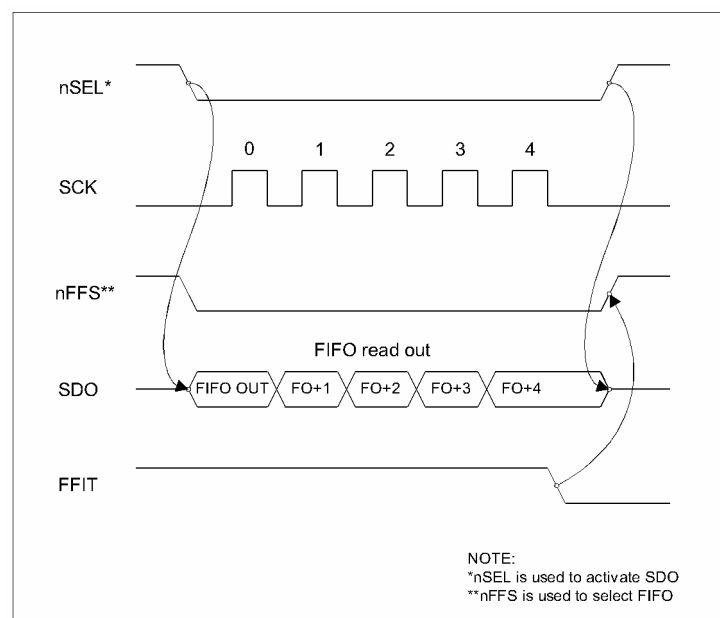 nSEL*
0 1 2 3 4
SCK
nFFS**
FIFO read out
SDO FIFO OUT FO+1 FO+2 FO+3 FO+4
FFIT
NOTE:
*nSEL is used to activate SDO
**nFFS is used to select FIFO